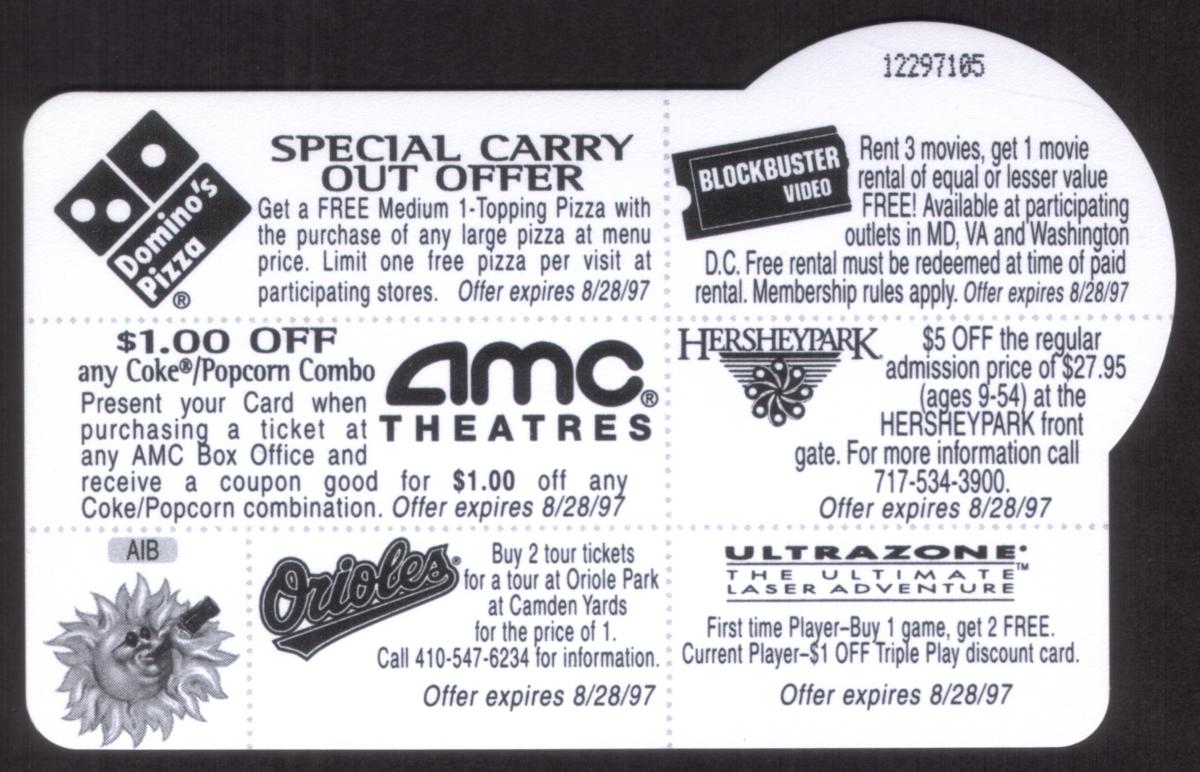 12297105
Domino's
Pizza
®
SPECIAL CARRY
OUT OFFER
Get a FREE Medium 1-Topping Pizza with
the purchase of any large pizza at menu
price. Limit one free pizza per visit at
participating stores. Offer expires 8/28/97
BLOCKBUSTER
VIDEO
Rent 3 movies, get 1 movie
rental of equal or lesser value
FREE! Available at participating
outlets in MD, VA and Washington
D.C. Free rental must be redeemed at time of paid
rental. Membership rules apply. Offer expires 8/28/97
$1.00 OFF
any Coke®/Popcorn Combo
Present your Card when
purchasing a ticket at
any AMC Box Office and
receive a coupon good for $1.00 off any
Coke/Popcorn combination. Offer expires 8/28/97
amc®
THEATRES
HERSHEYPARK
$5 OFF the regular
admission price of $27.95
(ages 9-54) at the
HERSHEYPARK front
gate. For more information call
717-534-3900.
Offer expires 8/28/97
AIB
Orioles®
Buy 2 tour tickets
for a tour at Oriole Park
at Camden Yards
for the price of 1.
Call 410-547-6234 for information.
Offer expires 8/28/97
ULTRAZONE
THE ULTIMATE™
LASER ADVENTURE
First time Player–Buy 1 game, get 2 FREE.
Current Player–$1 OFF Triple Play discount card.
Offer expires 8/28/97